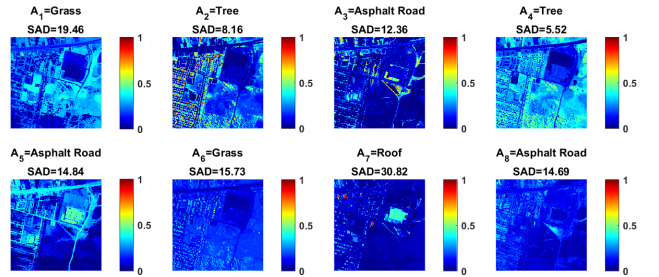 A1=Grass
SAD=19.46
A2=Tree
SAD=8.16
A3=Asphalt Road
SAD=12.36
A4=Tree
SAD=5.52
1
0.5
0
1
0.5
0
1
0.5
0
1
0.5
0
A5=Asphalt Road
SAD=14.84
A6=Grass
SAD=15.73
A7=Roof
SAD=30.82
A8=Asphalt Road
SAD=14.69
1
0.5
0
1
0.5
0
1
0.5
0
1
0.5
0